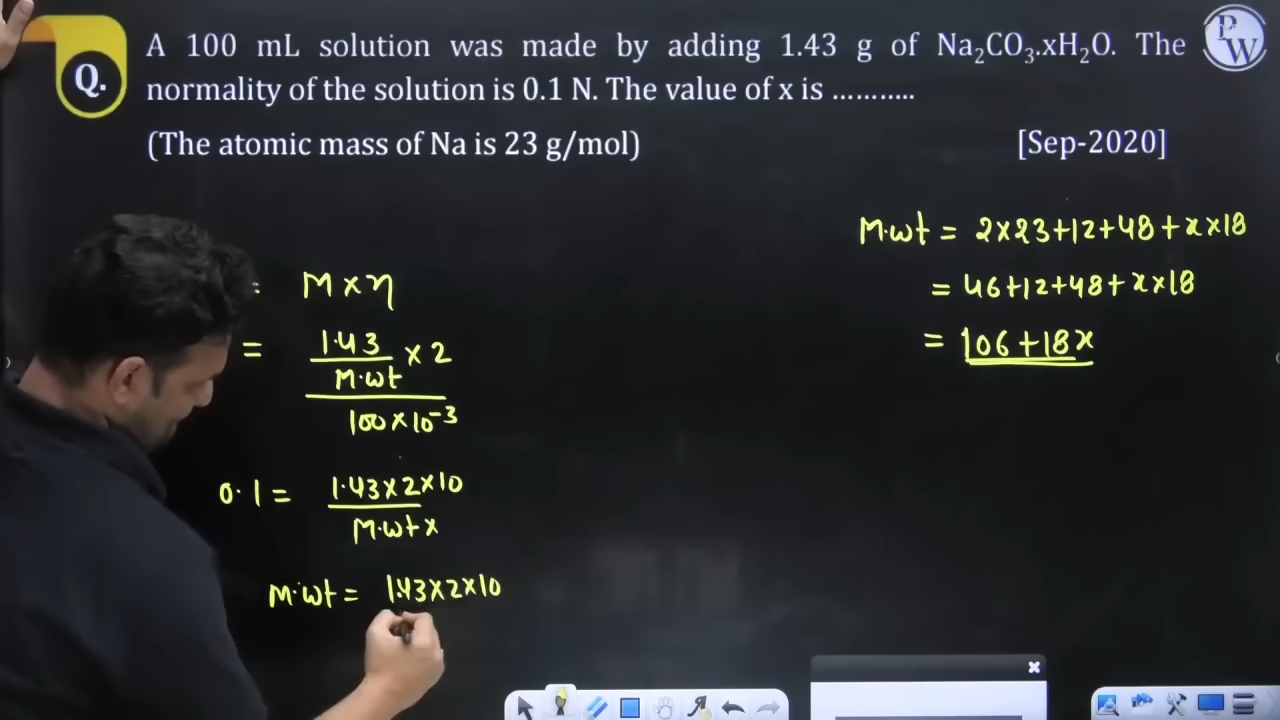 Q.
A 100 mL solution was made by adding 1.43 g of Na₂CO₃.xH₂O. The
normality of the solution is 0.1 N. The value of x is ...........
(The atomic mass of Na is 23 g/mol) [Sep-2020]
PW
= M × η
= 1.43 / M.wt × 2
100 × 10⁻³
0.1 = 1.43×2×10
M.wt x
M.wt = 1.43×2×10
M.wt = 2×23+12+48+x×18
= 46+12+48+x×18
= 106+18x